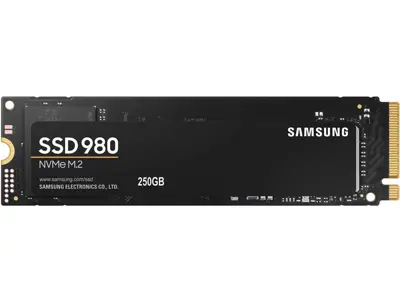 SSD 980
NVMe M.2
SAMSUNG
www.samsung.com/ssd
SAMSUNG ELECTRONICS CO., LTD.
250GB